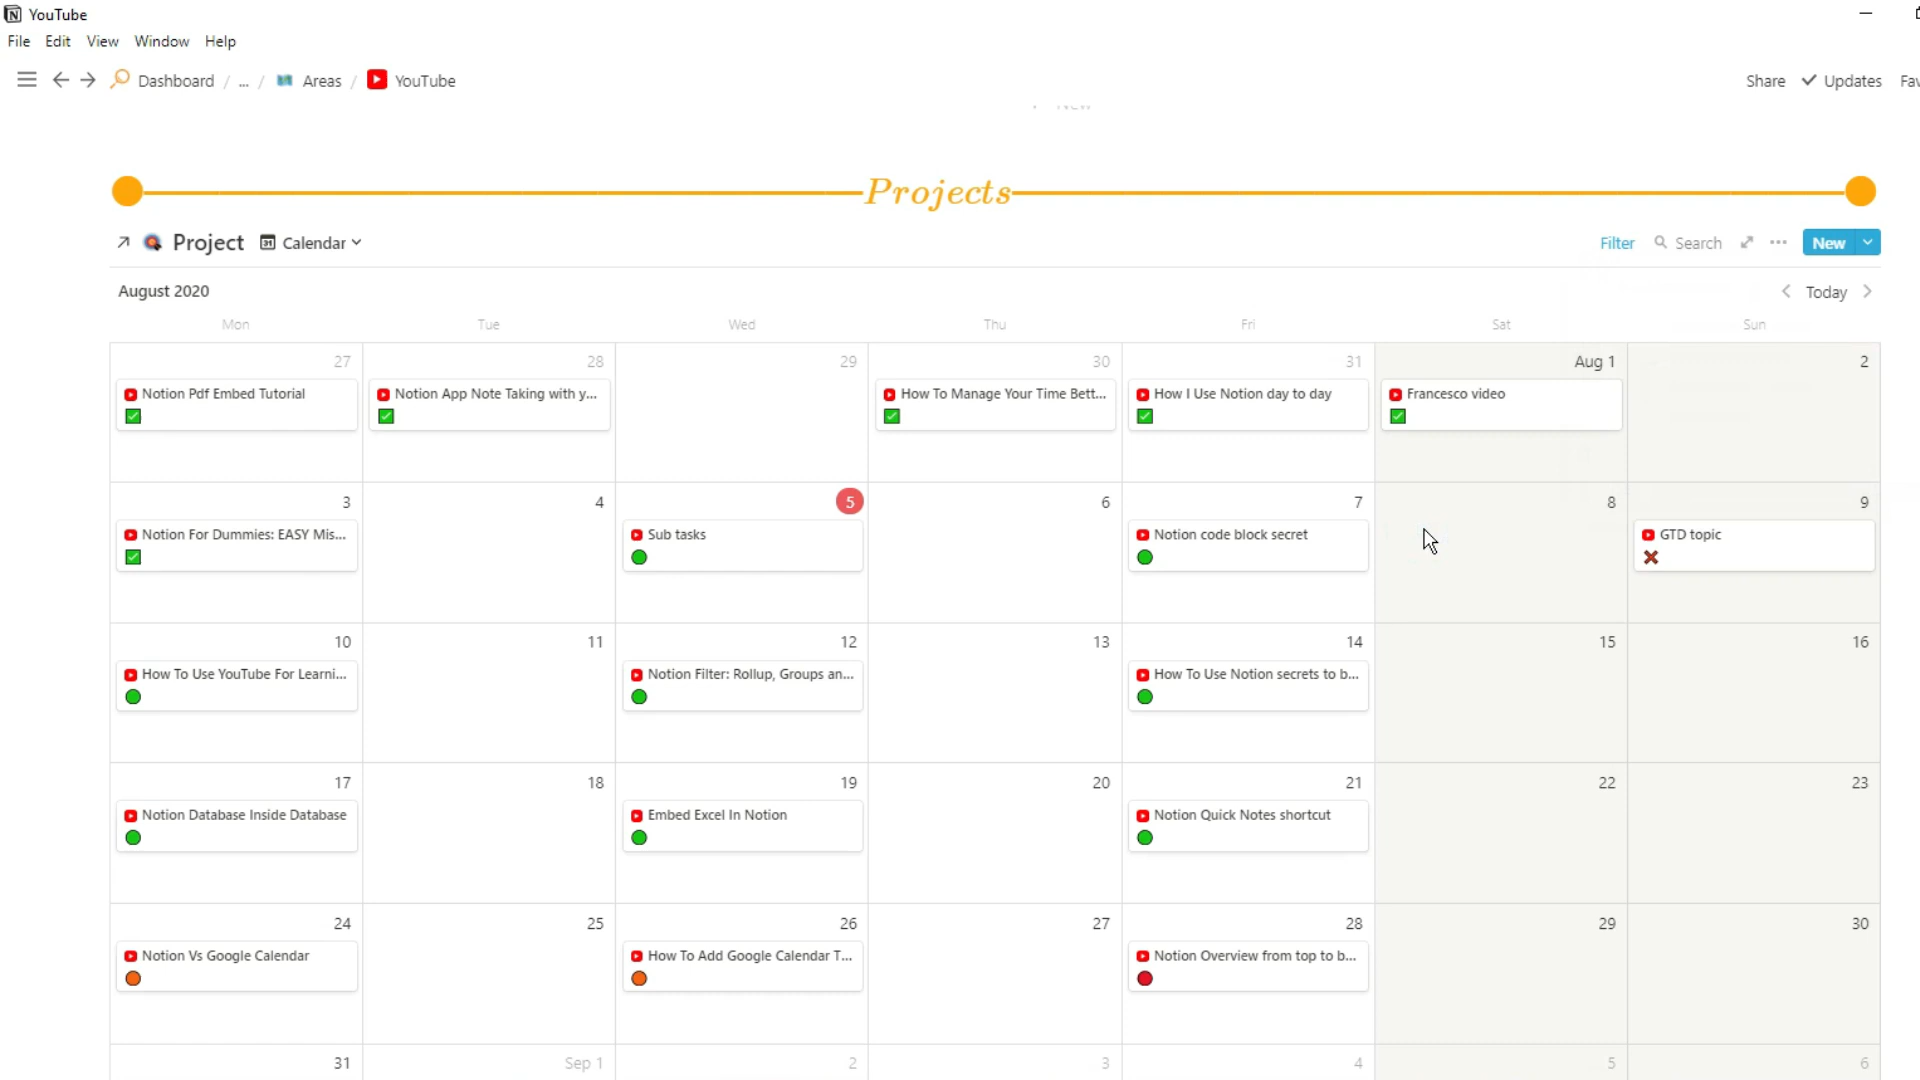 YouTube
File Edit View Window Help
Dashboard / ... / Areas / YouTube
Share Updates Fav
New
Projects
Project Calendar
Filter Search New
August 2020
Today
Mon Tue Wed Thu Fri Sat Sun
27 28 29 30 31 Aug 1 2
Notion Pdf Embed Tutorial Notion App Note Taking with y... How To Manage Your Time Bett... How I Use Notion day to day Francesco video
3 4 5 6 7 8 9
Notion For Dummies: EASY Mis... Sub tasks Notion code block secret GTD topic
10 11 12 13 14 15 16
How To Use YouTube For Learni... Notion Filter: Rollup, Groups an... How To Use Notion secrets to b...
17 18 19 20 21 22 23
Notion Database Inside Database Embed Excel In Notion Notion Quick Notes shortcut
24 25 26 27 28 29 30
Notion Vs Google Calendar How To Add Google Calendar T... Notion Overview from top to b...
31 Sep 1 2 3 4 5 6